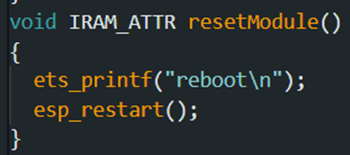 void IRAM_ATTR resetModule()
{
  ets_printf("reboot\n");
  esp_restart();
}